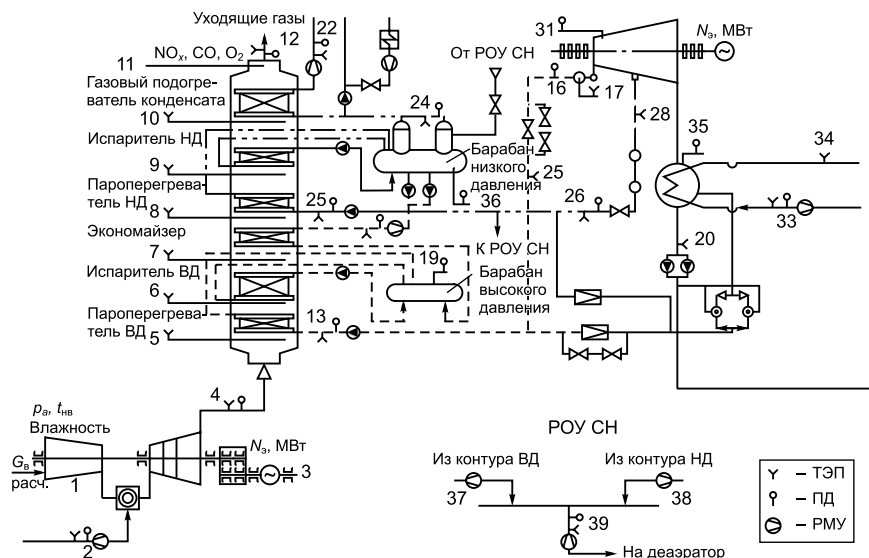 Уходящие газы
NOx, CO, O2
12
22
11
Газовый подогре-
ватель конденсата
10
Испаритель НД
9
Пароперегрева-
тель НД
8
Экономайзер
7
Испаритель ВД
6
Пароперегрева-
тель ВД
5
24
От РОУ СН
Барабан
низкого
давления
25
36
К РОУ СН
19
Барабан
высокого
давления
13
31
Nэ, МВт
16
17
28
25
26
35
34
33
20
4
pa, tнв
Влажность
Gв
расч.
1
Nэ, МВт
3
2
РОУ СН
Из контура ВД
Из контура НД
37
38
39
На деаэратор
– ТЭП
– ПД
– РМУ